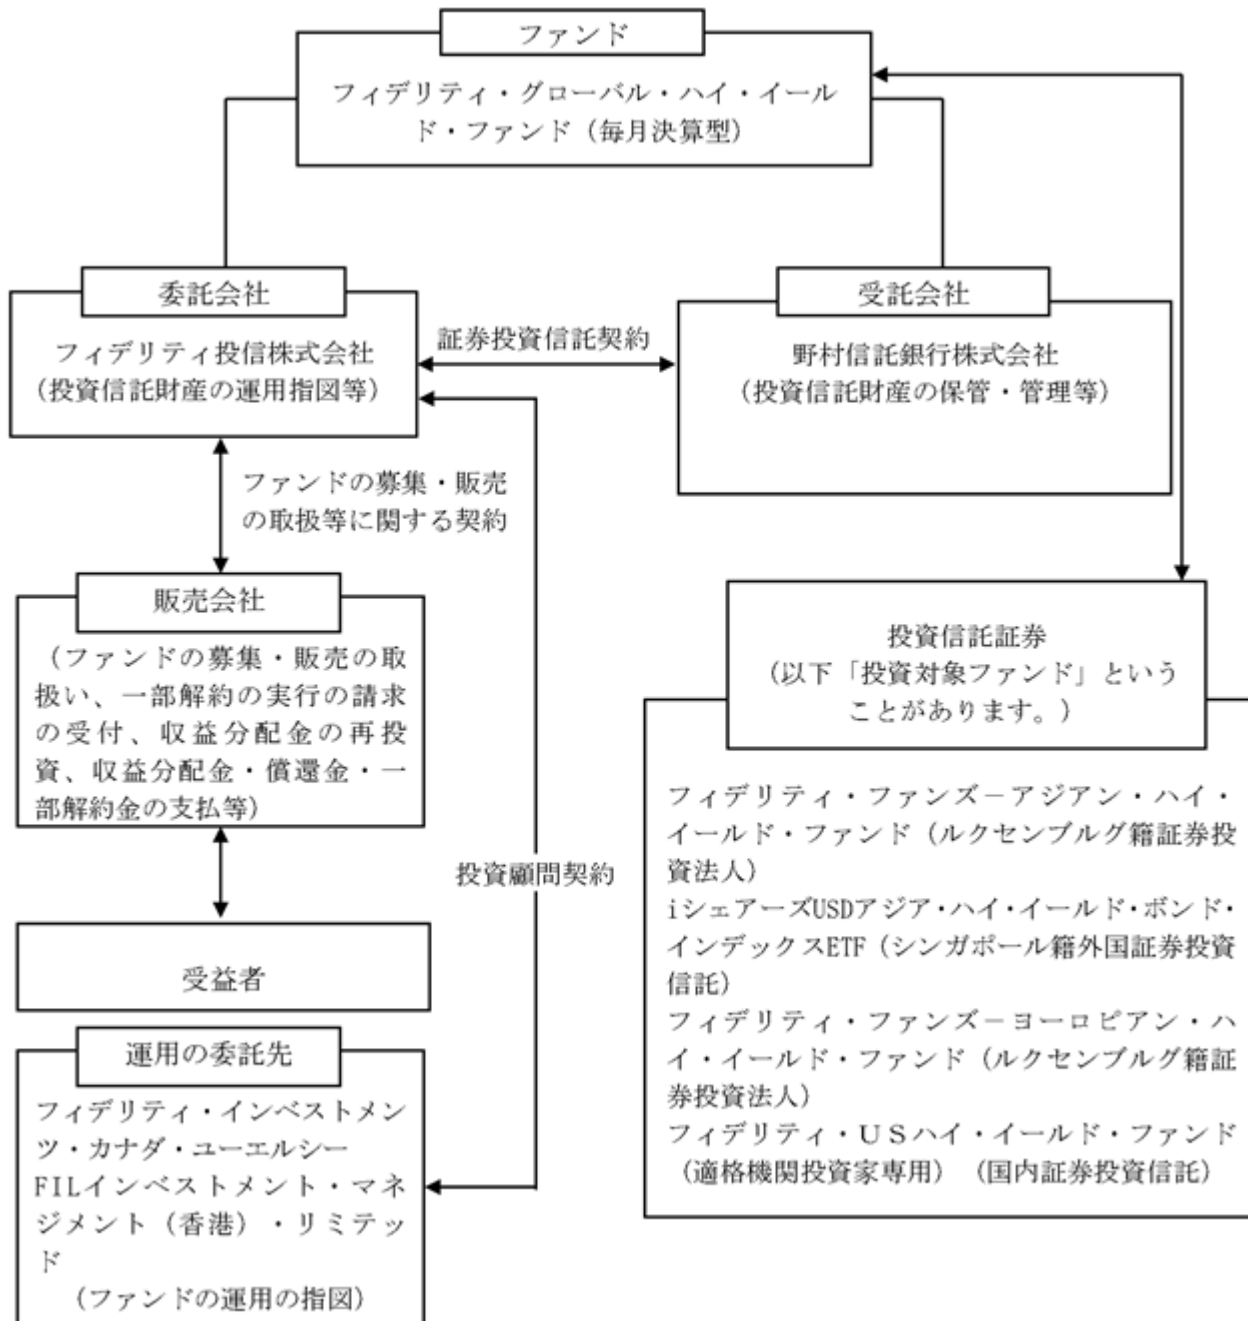 ファンド
フィデリティ・グローバル・ハイ・イール
ド・ファンド（毎月決算型）
委託会社
フィデリティ投信株式会社
（投資信託財産の運用指図等）
証券投資信託契約
受託会社
野村信託銀行株式会社
（投資信託財産の保管・管理等）
ファンドの募集・販売
の取扱等に関する契約
販売会社
（ファンドの募集・販売の取
扱い、一部解約の実行の請求
の受付、収益分配金の再投
資、収益分配金・償還金・一
部解約金の支払等）
投資顧問契約
受益者
運用の委託先
フィデリティ・インベストメン
ツ・カナダ・ユーエルシー
FILインベストメント・マネ
ジメント（香港）・リミテッ
ド
（ファンドの運用の指図）
投資信託証券
（以下「投資対象ファンド」という
ことがあります。）
フィデリティ・ファンズ－アジアン・ハイ・
イールド・ファンド（ルクセンブルグ籍証券投
資法人）
iシェアーズUSDアジア・ハイ・イールド・ボンド・
インデックスETF（シンガポール籍外国証券投資
信託）
フィデリティ・ファンズ－ヨーロピアン・ハ
イ・イールド・ファンド（ルクセンブルグ籍証
券投資法人）
フィデリティ・ＵＳハイ・イールド・ファンド
（適格機関投資家専用）（国内証券投資信託）